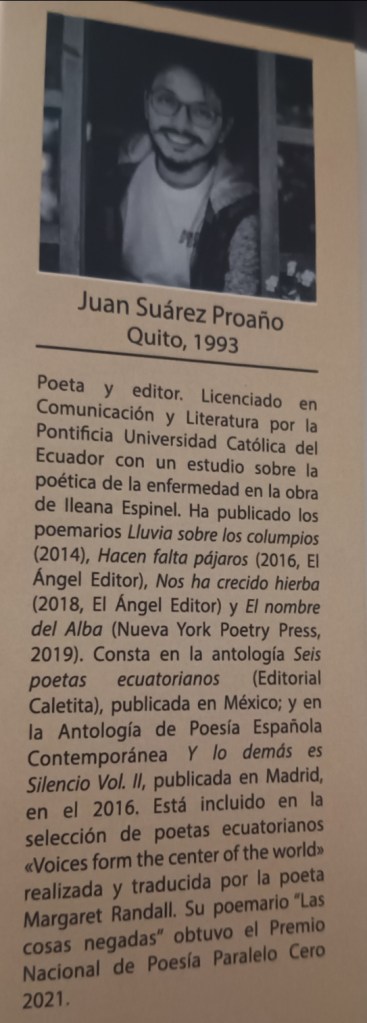 Juan Suárez Proaño
Quito, 1993
Poeta y editor. Licenciado en
Comunicación y Literatura por la
Pontificia Universidad Católica del
Ecuador con un estudio sobre la
poética de la enfermedad en la obra
de Ileana Espinel. Ha publicado los
poemarios Lluvia sobre los columpios
(2014), Hacen falta pájaros (2016, El
Ángel Editor), Nos ha crecido hierba
(2018, El Ángel Editor) y El nombre
del Alba (Nueva York Poetry Press,
2019). Consta en la antología Seis
poetas ecuatorianos (Editorial
Caletita), publicada en México; y en
la Antología de Poesía Española
Contemporánea Y lo demás es
Silencio Vol. II, publicada en Madrid,
en el 2016. Está incluido en la
selección de poetas ecuatorianos
«Voices form the center of the world»
realizada y traducida por la poeta
Margaret Randall. Su poemario "Las
cosas negadas" obtuvo el Premio
Nacional de Poesía Paralelo Cero
2021.